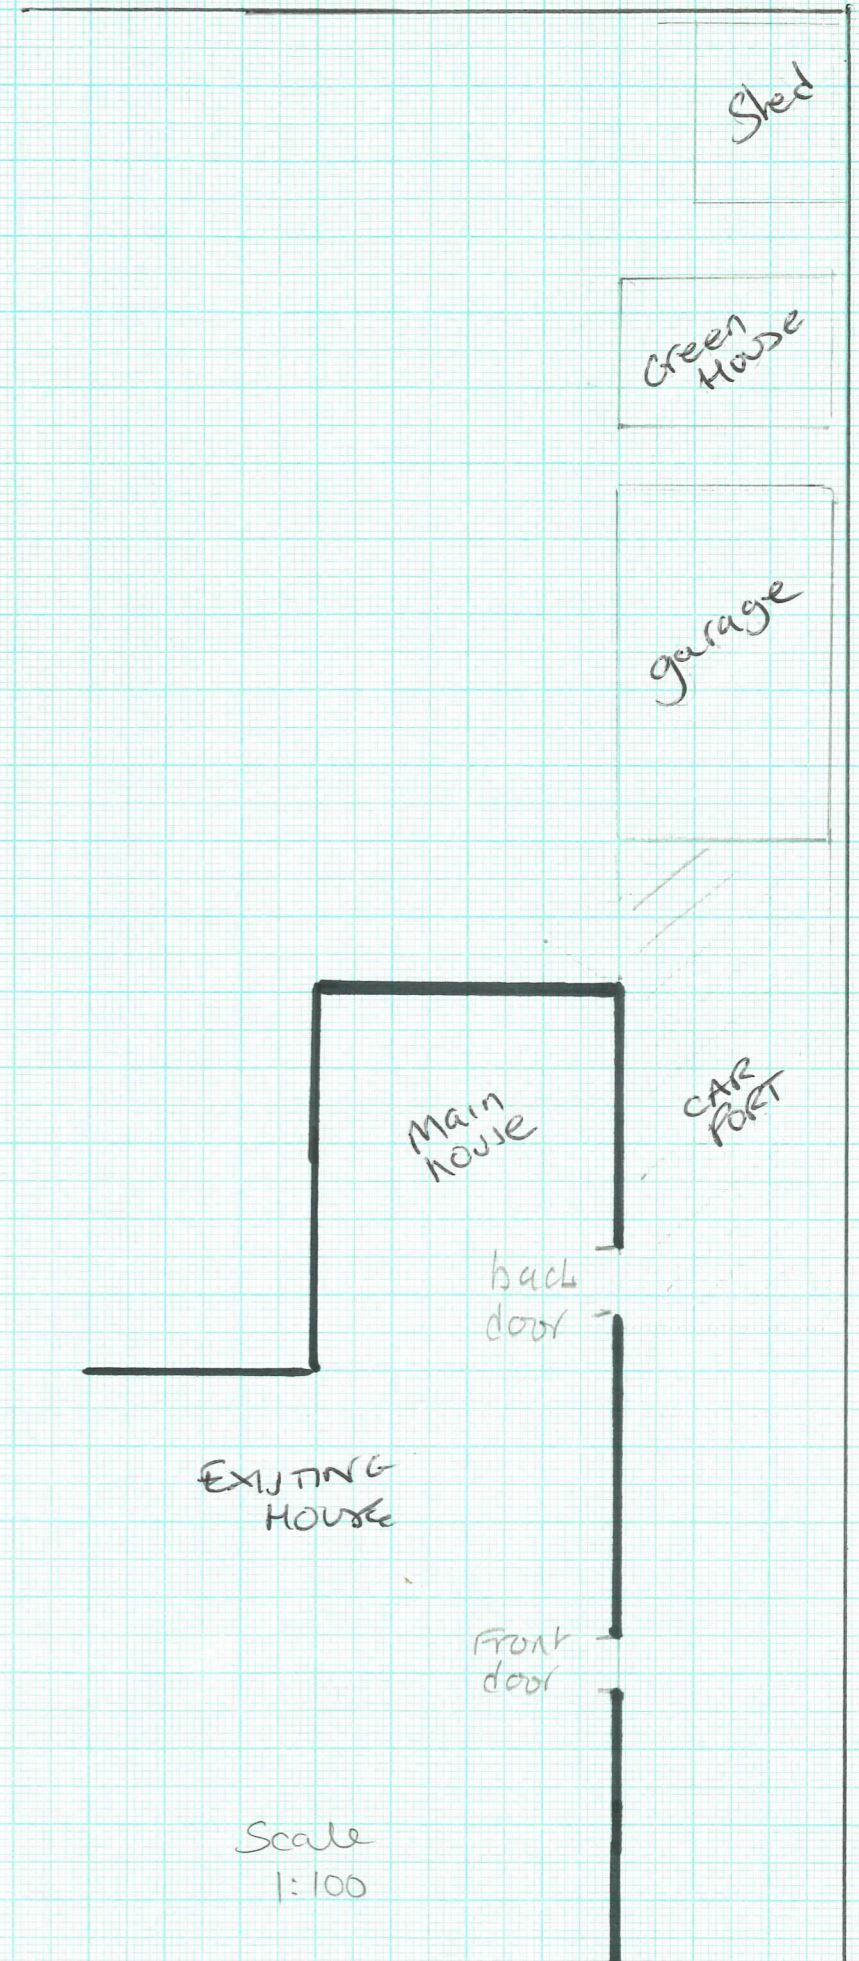 Shed
Green
House
garage
CAR
PORT
Main
house
back
door
EXISTING
HOUSE
Front
door
Scale
1:100